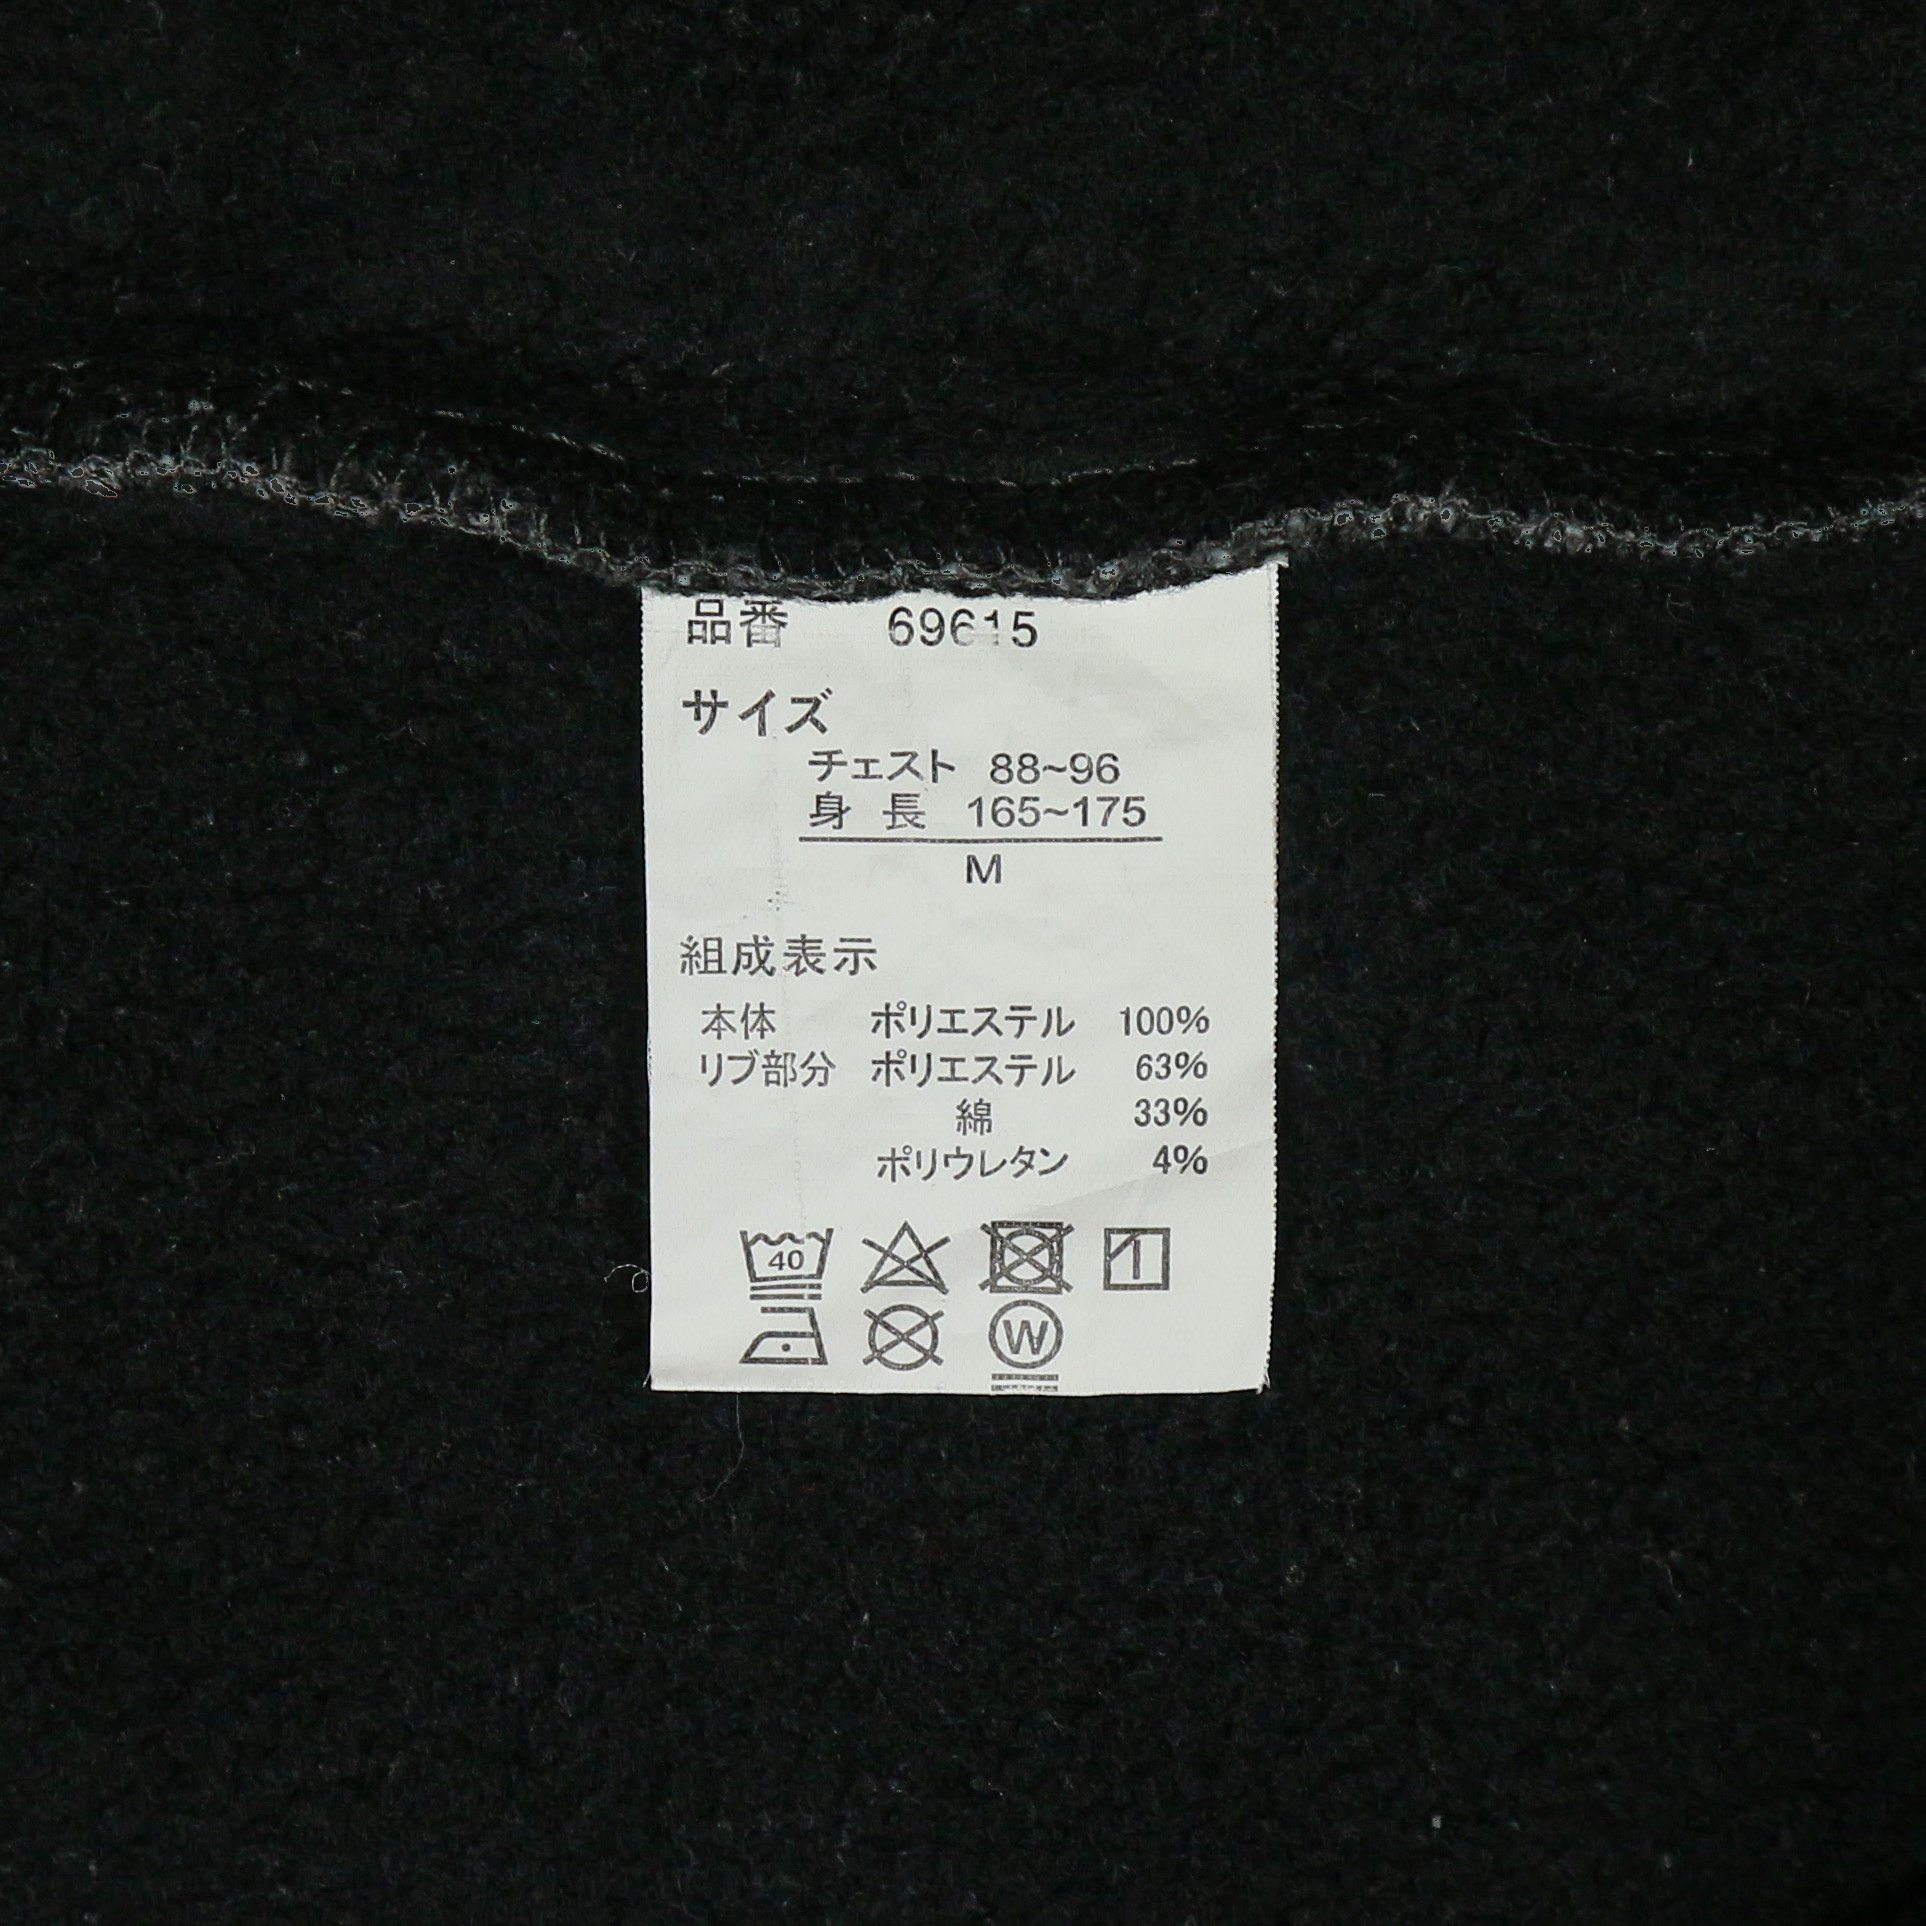 品番 69615
サイズ
チェスト 88~96
身長 165~175
M
組成表示
本体 ポリエステル 100%
リブ部分 ポリエステル 63%
綿 33%
ポリウレタン 4%
40
W